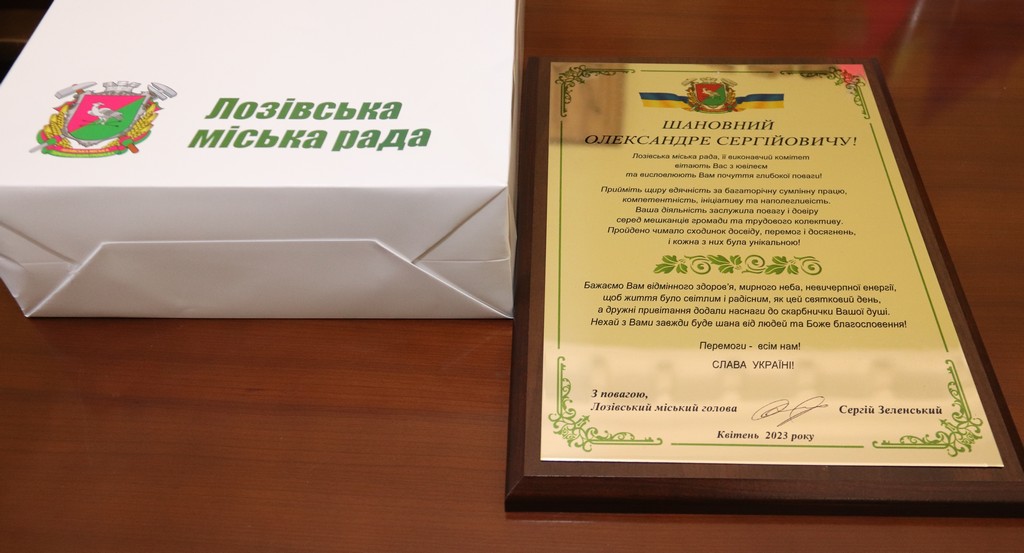 Лозівська
міська рада
ШАНОВНИЙ
ОЛЕКСАНДРЕ СЕРГІЙОВИЧУ!
Лозівська міська рада, її виконавчий комітет
вітають Вас з ювілеєм
та висловлюють Вам почуття глибокої поваги!
Прийміть щиру вдячність за багаторічну сумлінну працю,
компетентність, ініціативу та наполегливість.
Ваша діяльність заслужила повагу і довіру
серед мешканців громади та трудового колективу.
Пройдено чимало сходинок досвіду, перемог і досягнень,
і кожна з них була унікальною!
Бажаємо Вам відмінного здоров'я, мирного неба, невичерпної енергії,
щоб життя було світлим і радісним, як цей святковий день,
а дружні привітання додали наснаги до скарбнички Вашої душі.
Нехай з Вами завжди буде шана від людей та Боже благословення!
Перемоги - всім нам!
СЛАВА УКРАЇНІ!
З повагою,
Лозівський міський голова Сергій Зеленський
Квітень 2023 року